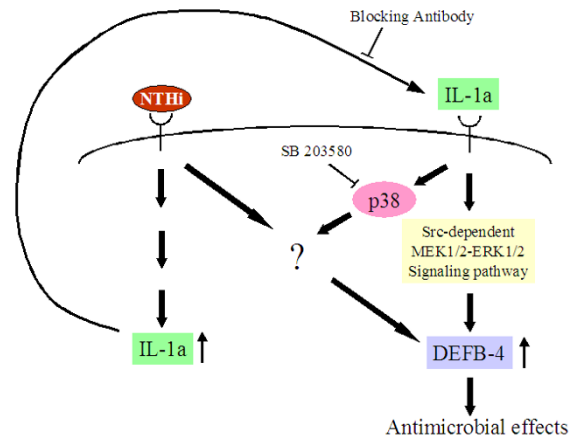 Blocking Antibody
NTHi
IL-1a
SB 203580
p38
Src-dependent
MEK1/2-ERK1/2
Signaling pathway
?
IL-1a
DEFB-4
Antimicrobial effects